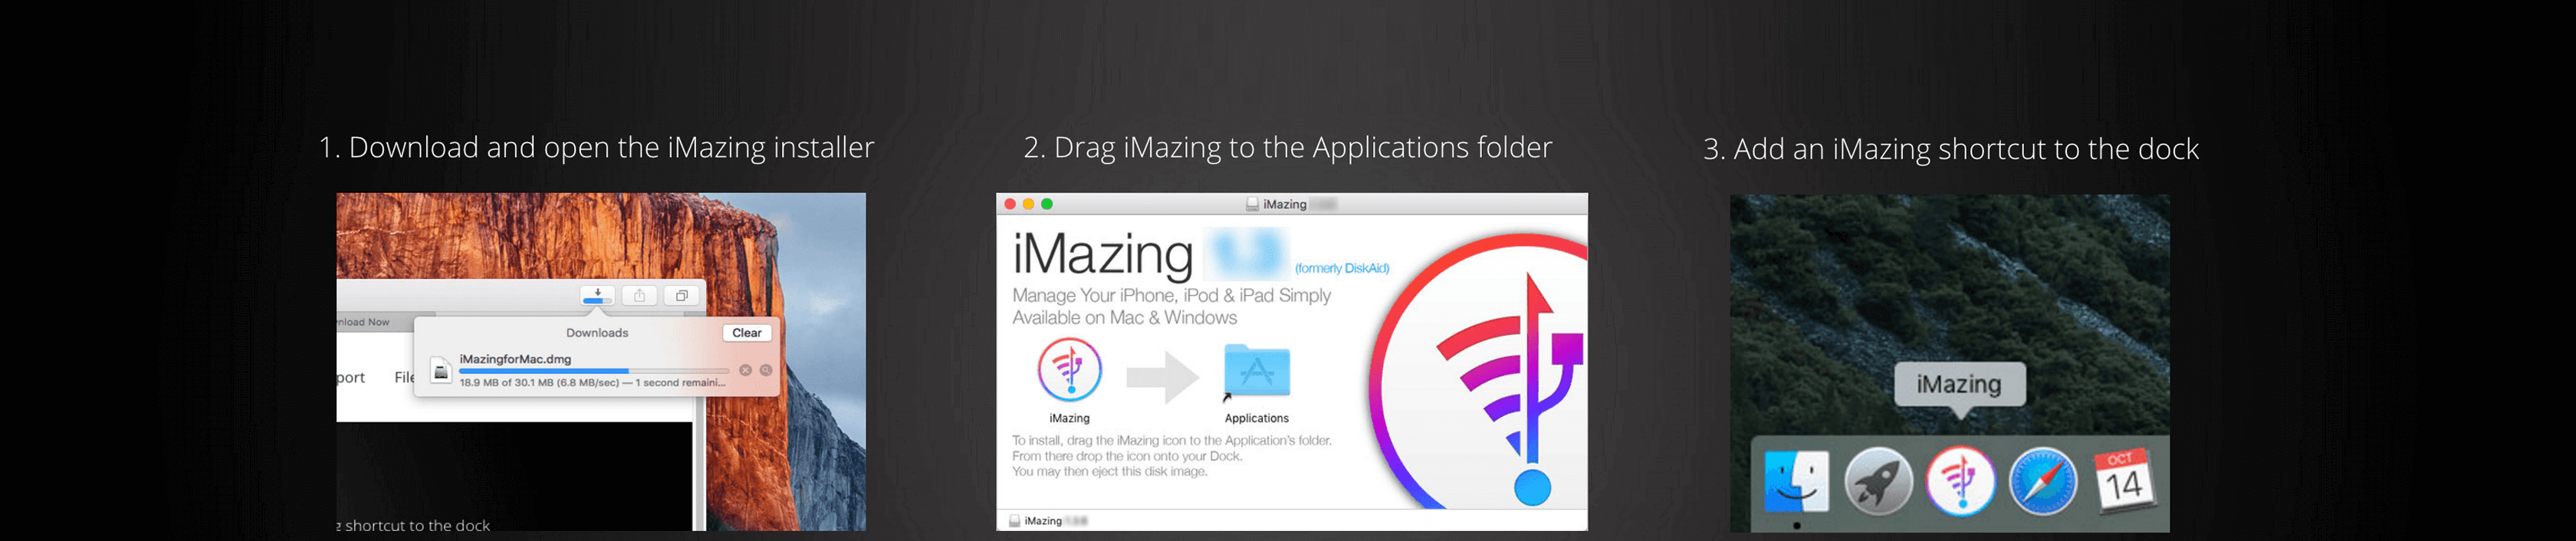 1. Download and open the iMazing installer
nload Now
Downloads
Clear
iMazingforMac.dmg
18.9 MB of 30.1 MB (6.8 MB/sec) — 1 second remaini...
port File
shortcut to the dock
2. Drag iMazing to the Applications folder
iMazing
iMazing
(formerly DiskAid)
Manage Your iPhone, iPod & iPad Simply
Available on Mac & Windows
iMazing
Applications
To install, drag the iMazing icon to the Application's folder.
From there drop the icon onto your Dock.
You may then eject this disk image.
iMazing
3. Add an iMazing shortcut to the dock
iMazing
OCT
14